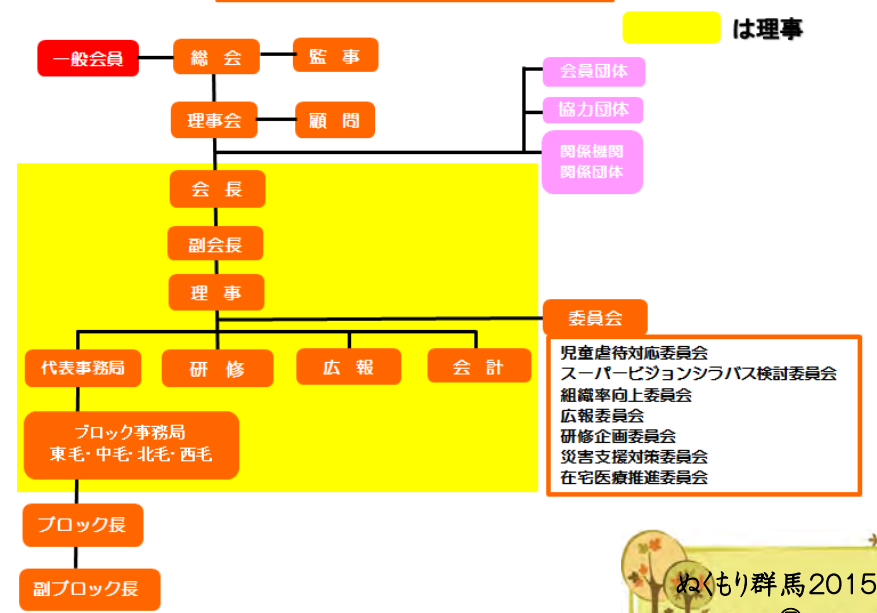 は理事
一般会員
総 会
監 事
会員団体
理事会
顧 問
協力団体
関係機関
関係団体
会 長
副会長
理 事
委員会
代表事務局
研 修
広 報
会 計
児童虐待対応委員会
スーパービジョンシラバス検討委員会
組織率向上委員会
広報委員会
研修企画委員会
災害支援対策委員会
在宅医療推進委員会
ブロック事務局
東毛・中毛・北毛・西毛
ブロック長
副ブロック長
ぬくもり群馬2015